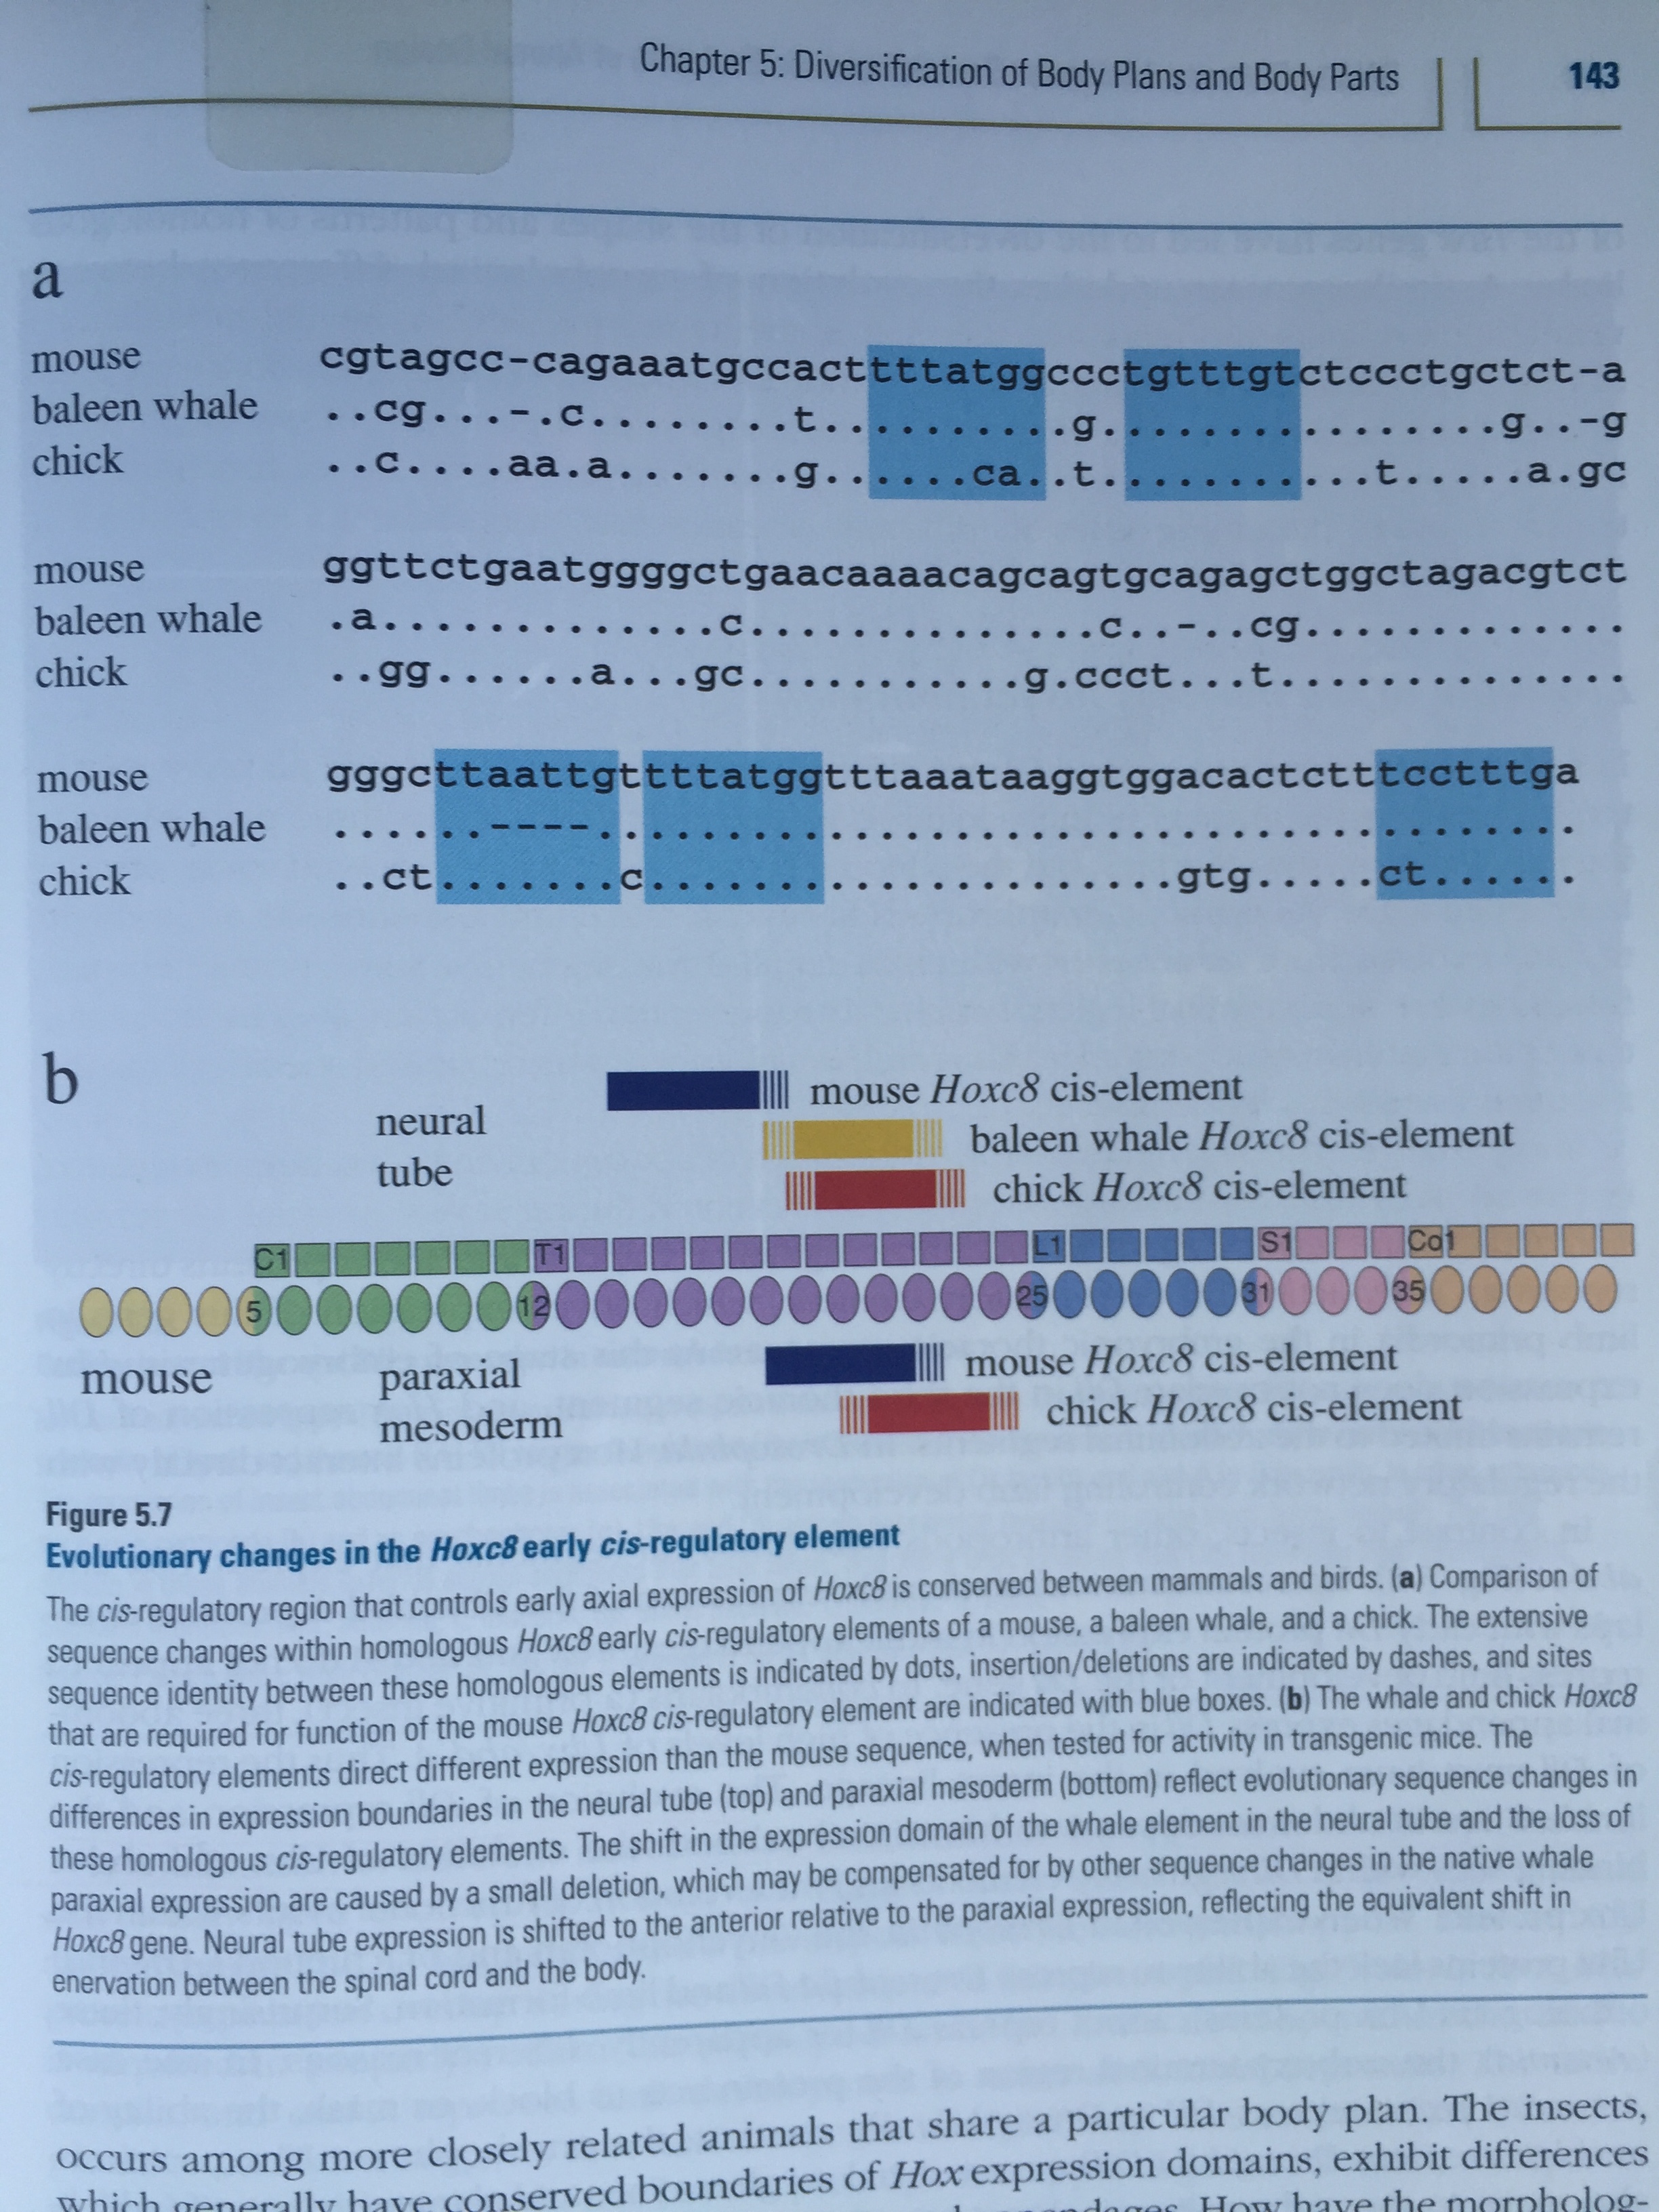 Chapter 5: Diversification of Body Plans and Body Parts 143
a
mouse cgtagcc-cagaaatgccacttttatggccctgtttgtctccctgctct-a
baleen whale ..cg...-.c........t...........g.................g..-g
chick ..c....aa.a.......g......ca..t...........t.....a.gc
mouse ggttctgaatggggctgaacaaaacagcagtgcagagctggctagacgtct
baleen whale .a..............c...............c..-..cg..............
chick ..gg......a...gc...........g.ccct...t..............
mouse gggcttaattgttttatggtttaaataaggtggacactctttcctttga
baleen whale ......----.......................................
chick ..ct.......c......................gtg.....ct......
b
neural
tube
mouse Hoxc8 cis-element
baleen whale Hoxc8 cis-element
chick Hoxc8 cis-element
C1 T1 L1 S1 Co1
5 12 25 31 35
mouse
paraxial
mesoderm
mouse Hoxc8 cis-element
chick Hoxc8 cis-element
Figure 5.7
Evolutionary changes in the Hoxc8 early cis-regulatory element
The cis-regulatory region that controls early axial expression of Hoxc8 is conserved between mammals and birds. (a) Comparison of
sequence changes within homologous Hoxc8 early cis-regulatory elements of a mouse, a baleen whale, and a chick. The extensive
sequence identity between these homologous elements is indicated by dots, insertion/deletions are indicated by dashes, and sites
that are required for function of the mouse Hoxc8 cis-regulatory element are indicated with blue boxes. (b) The whale and chick Hoxc8
cis-regulatory elements direct different expression than the mouse sequence, when tested for activity in transgenic mice. The
differences in expression boundaries in the neural tube (top) and paraxial mesoderm (bottom) reflect evolutionary sequence changes in
these homologous cis-regulatory elements. The shift in the expression domain of the whale element in the neural tube and the loss of
paraxial expression are caused by a small deletion, which may be compensated for by other sequence changes in the native whale
Hoxc8 gene. Neural tube expression is shifted to the anterior relative to the paraxial expression, reflecting the equivalent shift in
enervation between the spinal cord and the body.
occurs among more closely related animals that share a particular body plan. The insects,
which generally have conserved boundaries of Hox expression domains, exhibit differences
How have the morpholog-